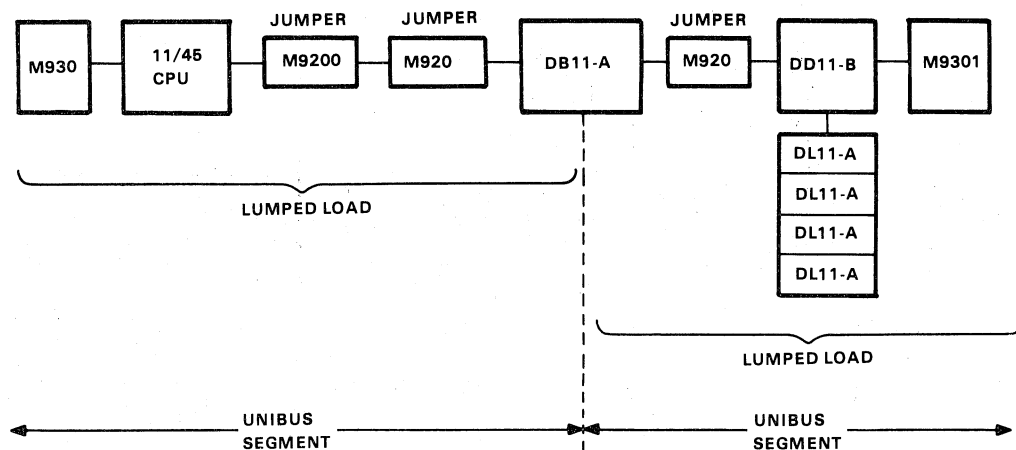 JUMPER
JUMPER
JUMPER
M930
11/45
CPU
M9200
M920
DB11-A
M920
DD11-B
M9301
DL11-A
DL11-A
DL11-A
DL11-A
LUMPED LOAD
LUMPED LOAD
UNIBUS
SEGMENT
UNIBUS
SEGMENT